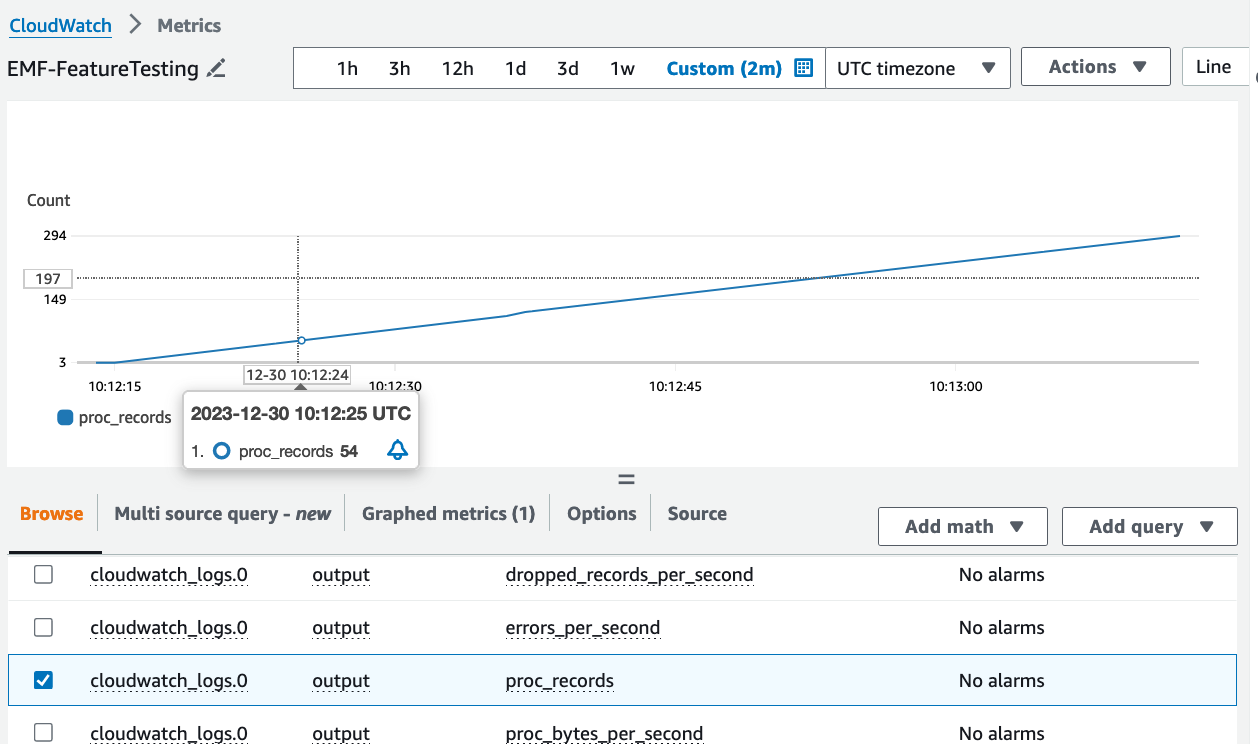 CloudWatch > Metrics
EMF-FeatureTesting
1h 3h 12h 1d 3d 1w Custom (2m) UTC timezone Actions Line
Count
294
197
149
3
10:12:15 12-30 10:12:24 10:12:30 10:12:45 10:13:00
proc_records
2023-12-30 10:12:25 UTC
1. proc_records 54
Browse Multi source query - new Graphed metrics (1) Options Source Add math Add query
cloudwatch_logs.0 output dropped_records_per_second No alarms
cloudwatch_logs.0 output errors_per_second No alarms
cloudwatch_logs.0 output proc_records No alarms
cloudwatch_logs.0 output proc_bytes_per_second No alarms